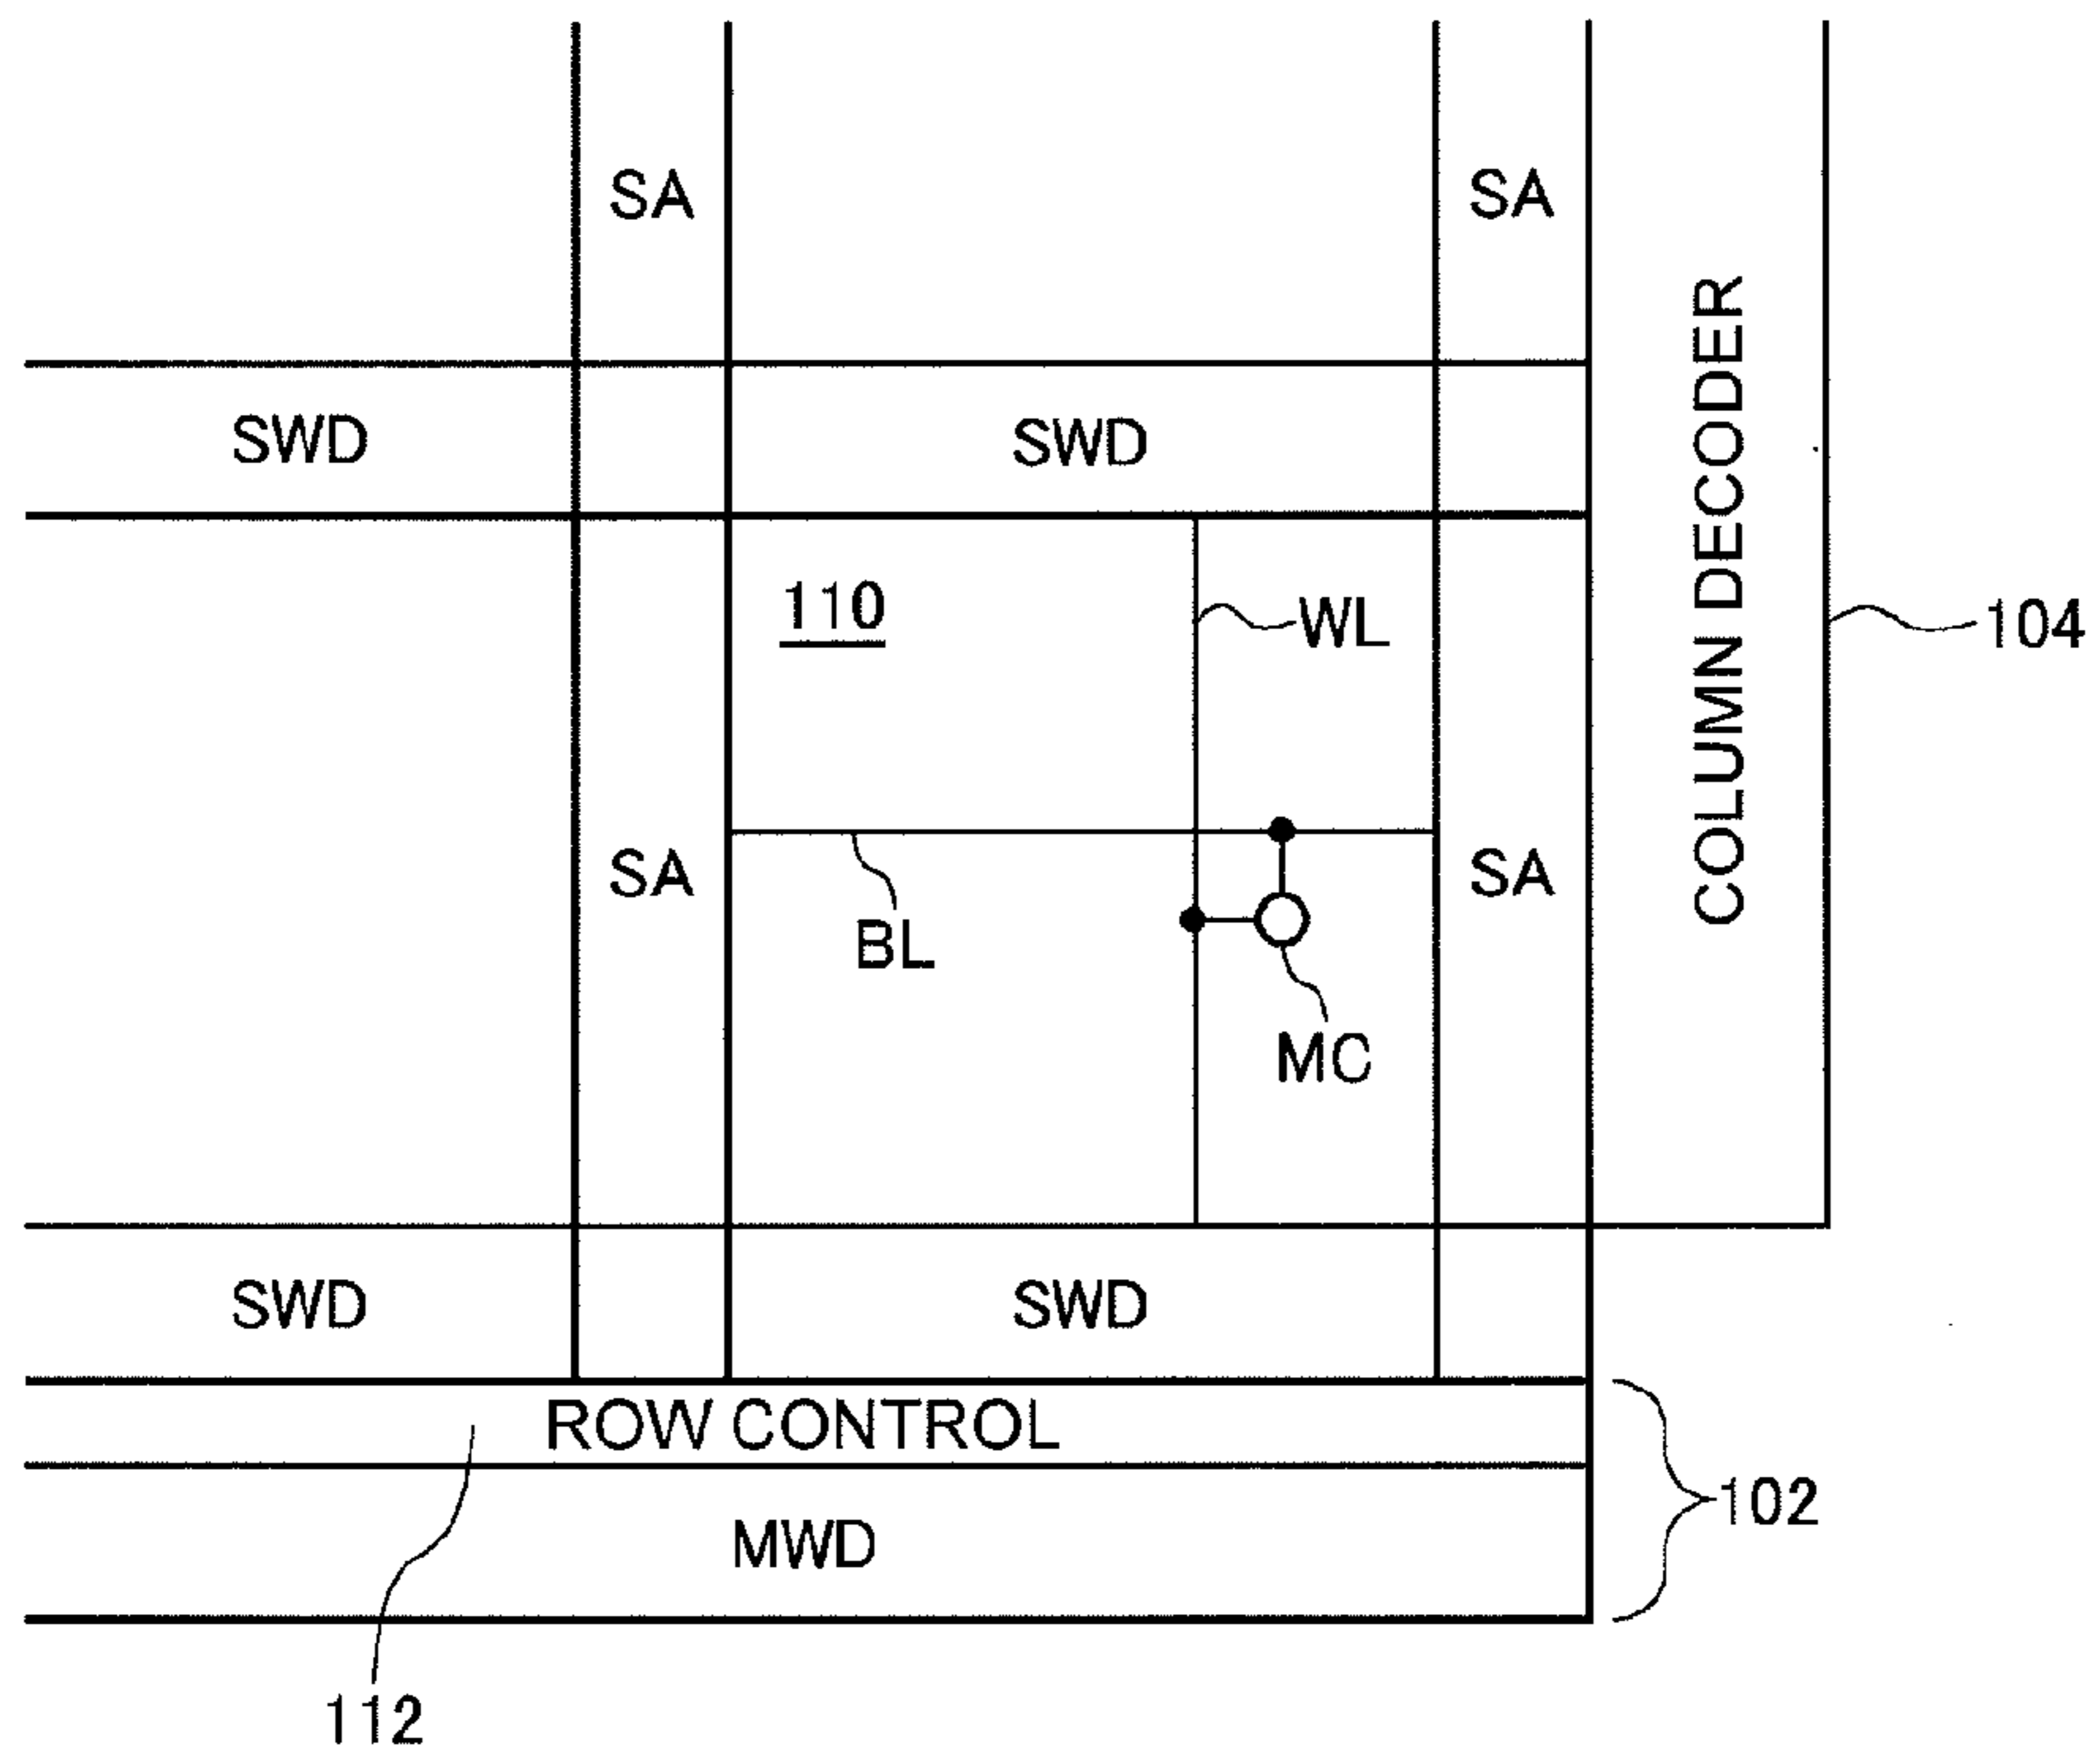 SA SA
SWD SWD
COLUMN DECODER
110 WL 104
SA SA
BL
MC
SWD SWD
ROW CONTROL
102
MWD
112